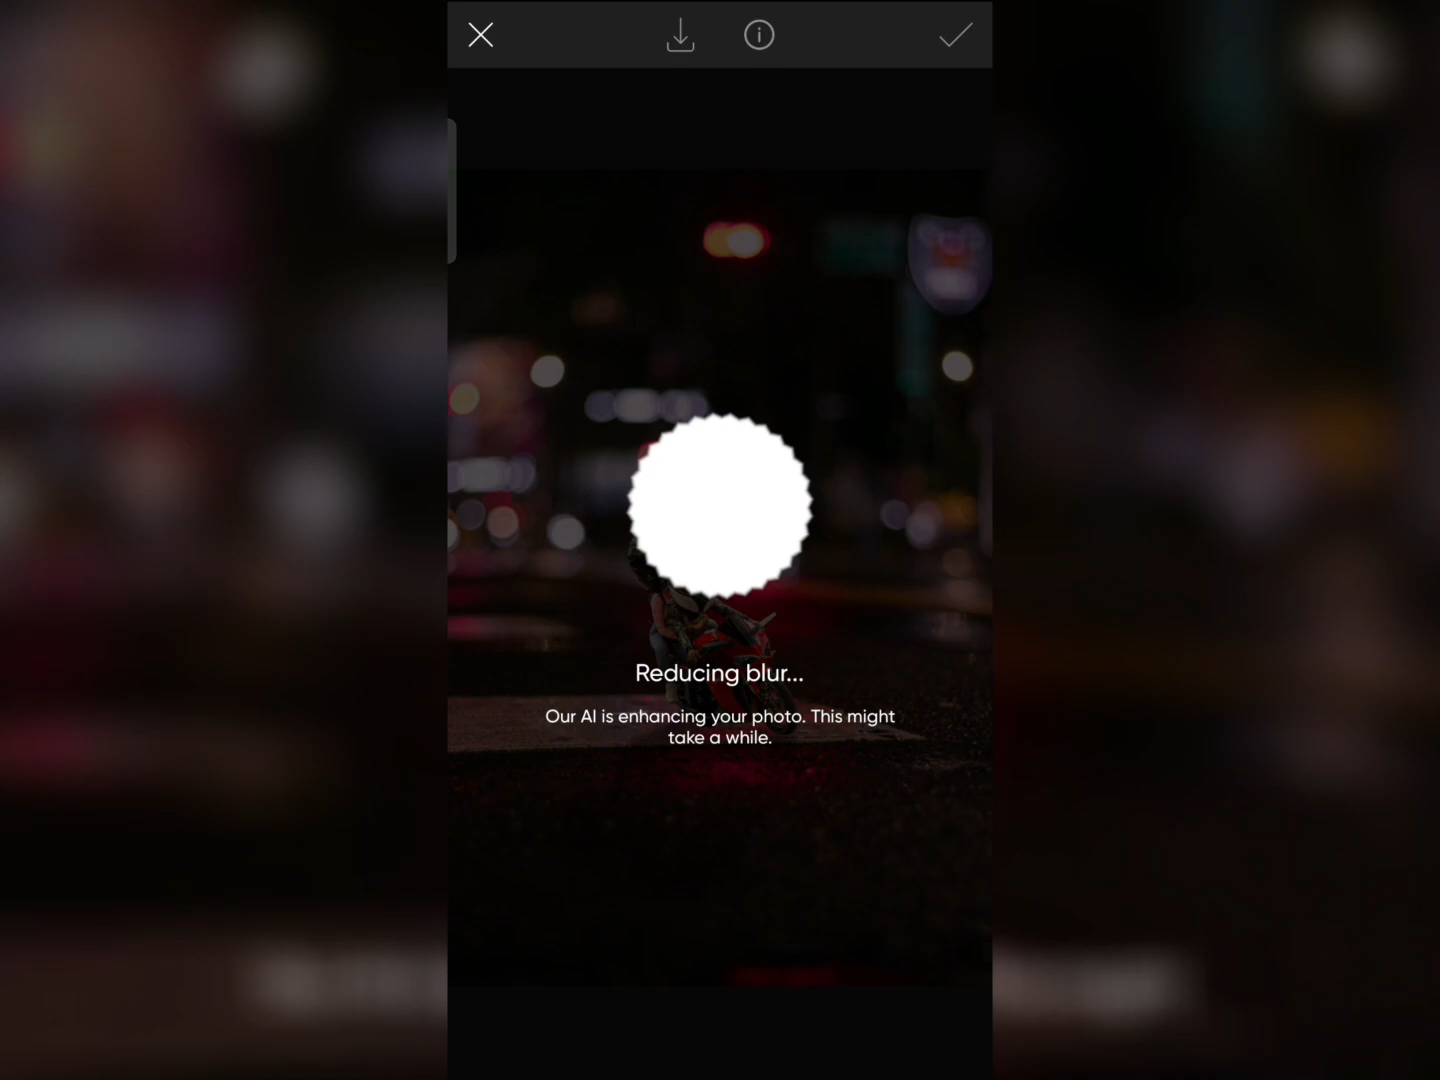 Reducing blur...
Our AI is enhancing your photo. This might
take a while.